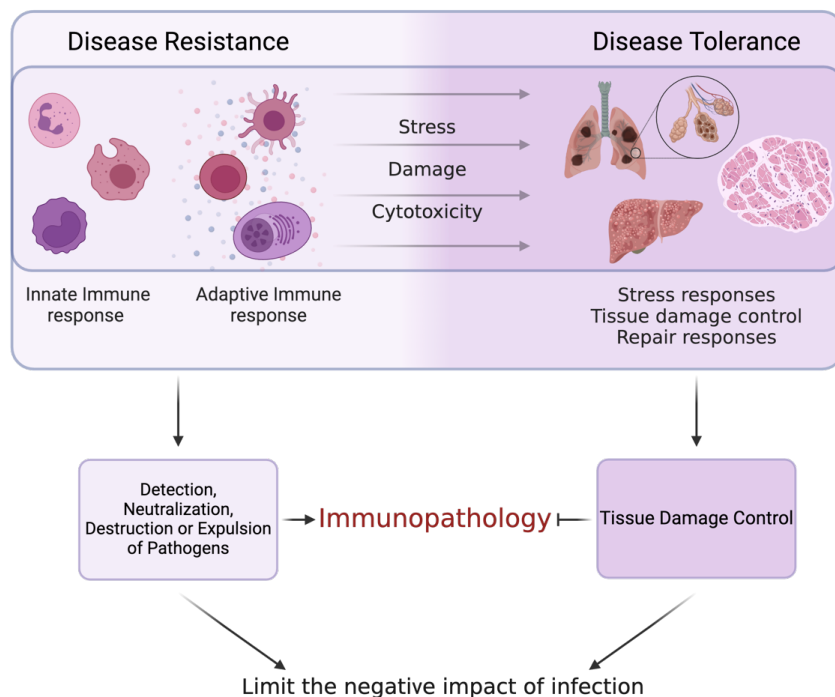 Disease Resistance
Disease Tolerance
Stress
Damage
Cytotoxicity
Innate Immune
response
Adaptive Immune
response
Stress responses
Tissue damage control
Repair responses
Detection,
Neutralization,
Destruction or Expulsion
of Pathogens
Immunopathology
Tissue Damage Control
Limit the negative impact of infection